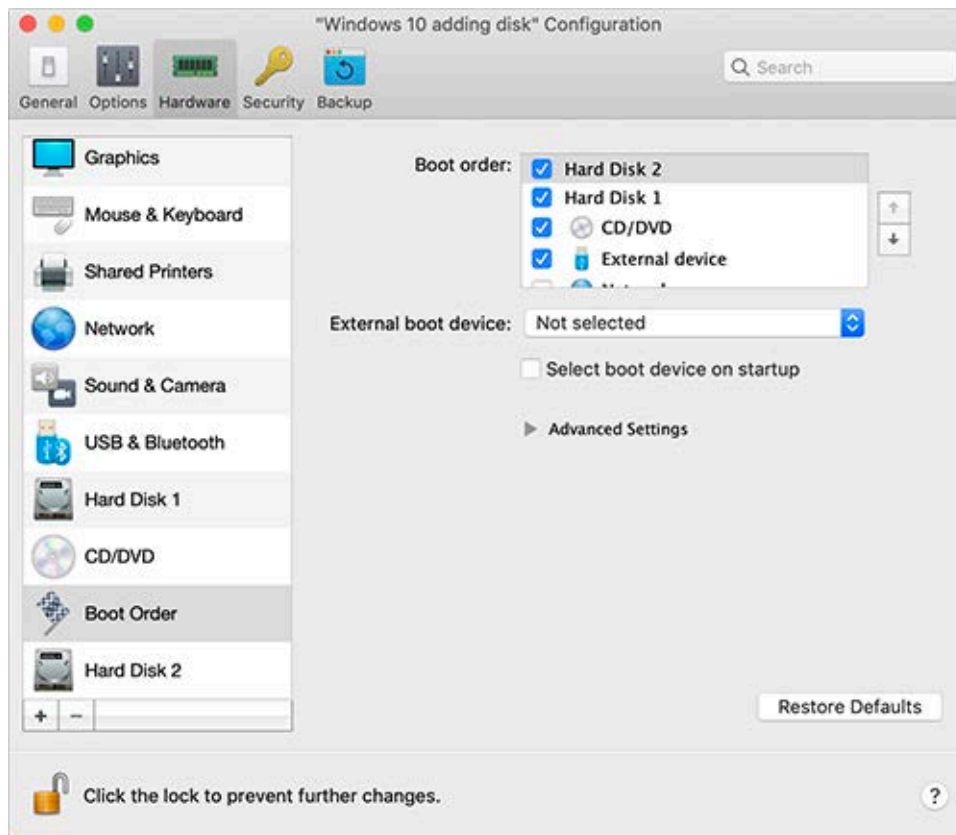 "Windows 10 adding disk" Configuration
General Options Hardware Security Backup
Search
Graphics
Mouse & Keyboard
Shared Printers
Network
Sound & Camera
USB & Bluetooth
Hard Disk 1
CD/DVD
Boot Order
Hard Disk 2
+ −
Boot order:
Hard Disk 2
Hard Disk 1
CD/DVD
External device
External boot device: Not selected
Select boot device on startup
Advanced Settings
Restore Defaults
Click the lock to prevent further changes.
?